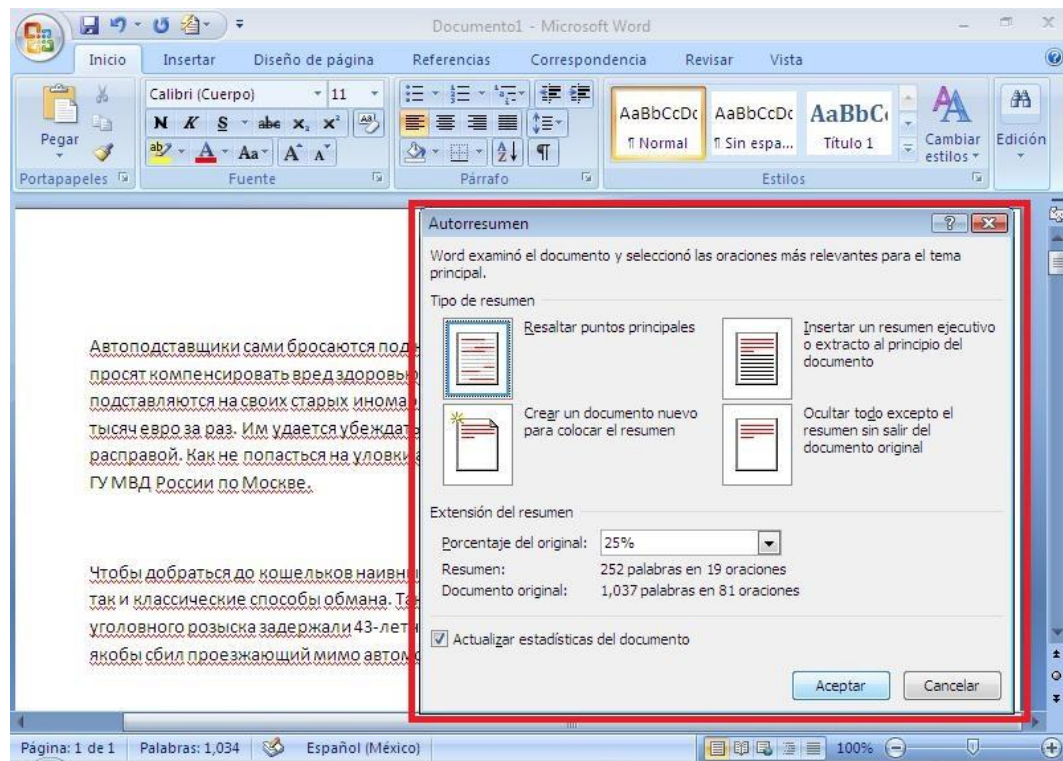 Documento1 - Microsoft Word
Inicio Insertar Diseño de página Referencias Correspondencia Revisar Vista
Pegar
Portapapeles
Calibri (Cuerpo) 11
N K S abc x₂ x²
Aa A A
Fuente
Párrafo
AaBbCcDc AaBbCcDc AaBbC
¶ Normal ¶ Sin espa... Título 1
Cambiar
estilos
Estilos
Edición
Автоподставщики сами бросаются под
просят компенсировать вред здоровь
подставляются на своих старых инома
тысяч евро за раз. Им удается убеждать
расправой. Как не попасться на уловки
ГУ МВД России по Москве.
Чтобы добраться до кошельков наивн
так и классические способы обмана.
уголовного розыска задержали 43-лет
якобы сбил проезжающий мимо автом
Autorresumen
Word examinó el documento y seleccionó las oraciones más relevantes para el tema
principal.
Tipo de resumen
Resaltar puntos principales
Insertar un resumen ejecutivo
o extracto al principio del
documento
Crear un documento nuevo
para colocar el resumen
Ocultar todo excepto el
resumen sin salir del
documento original
Extensión del resumen
Porcentaje del original: 25%
Resumen: 252 palabras en 19 oraciones
Documento original: 1,037 palabras en 81 oraciones
Actualizar estadísticas del documento
Aceptar Cancelar
Página: 1 de 1 Palabras: 1,034 Español (México) 100%